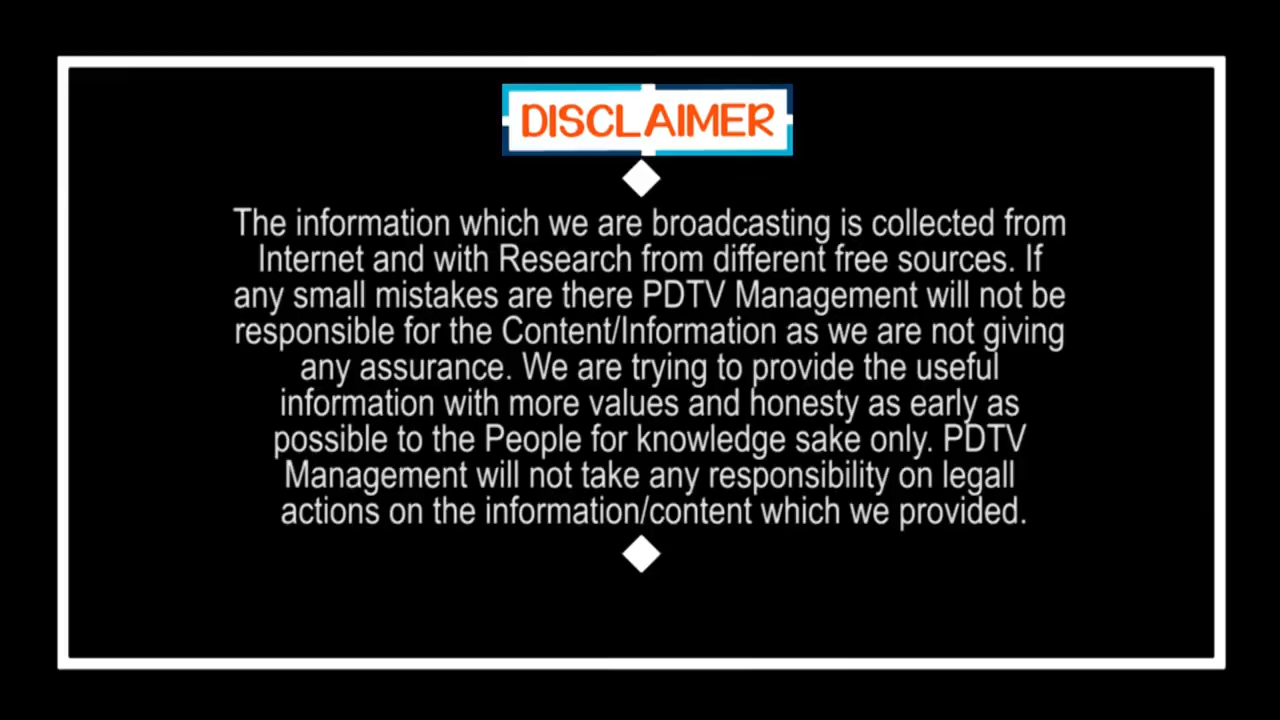 DISCLAIMER
The information which we are broadcasting is collected from
Internet and with Research from different free sources. If
any small mistakes are there PDTV Management will not be
responsible for the Content/Information as we are not giving
any assurance. We are trying to provide the useful
information with more values and honesty as early as
possible to the People for knowledge sake only. PDTV
Management will not take any responsibility on legall
actions on the information/content which we provided.